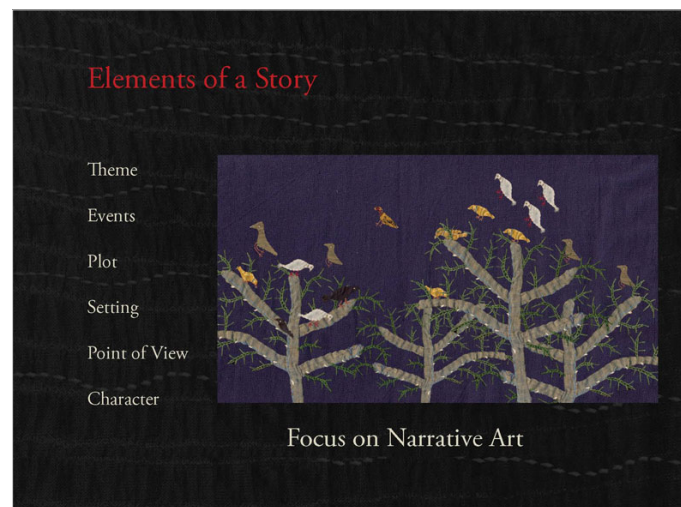 Elements of a Story
Theme
Events
Plot
Setting
Point of View
Character
Focus on Narrative Art